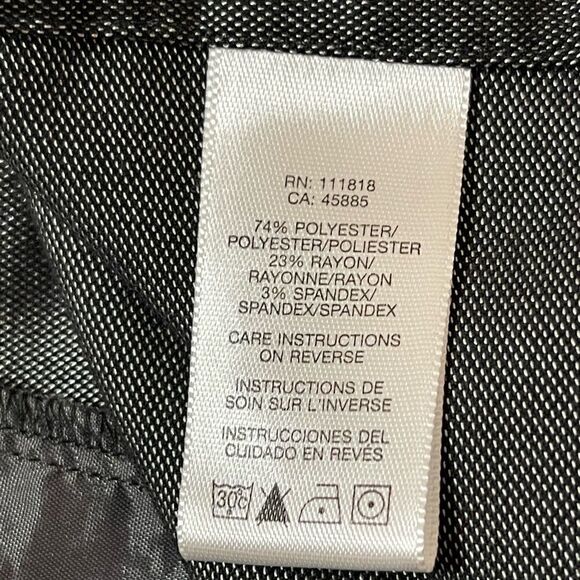 RN: 111818
CA: 45885
74% POLYESTER/
POLYESTER/POLIESTER
23% RAYON/
RAYONNE/RAYON
3% SPANDEX/
SPANDEX/SPANDEX
CARE INSTRUCTIONS
ON REVERSE
INSTRUCTIONS DE
SOIN SUR L'INVERSE
INSTRUCCIONES DEL
CUIDADO EN REVES
30°C